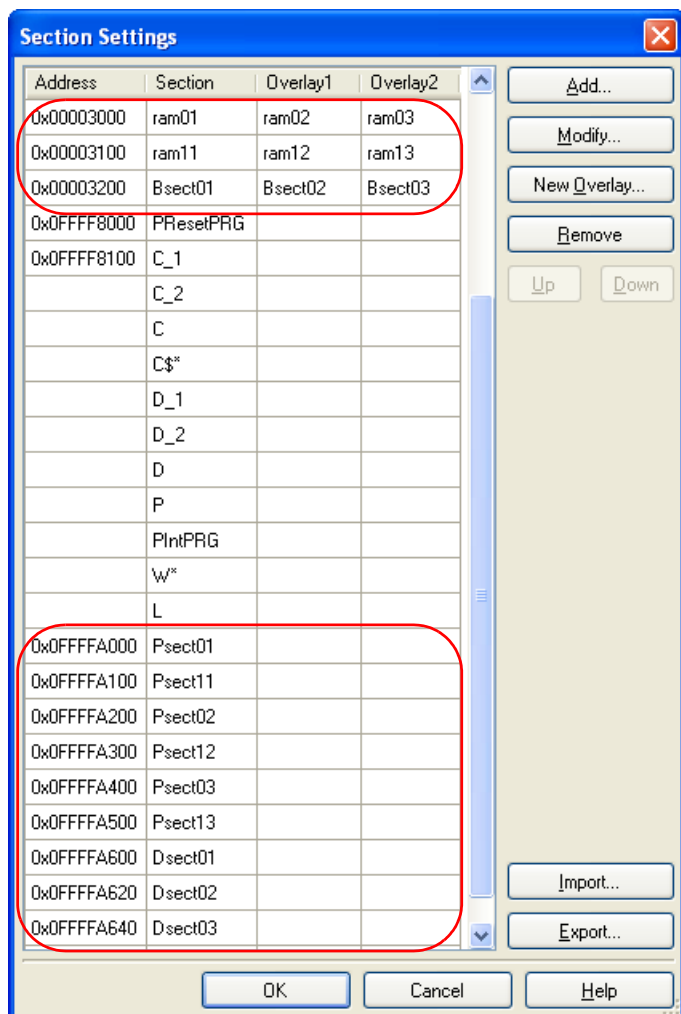 Section Settings
Address Section Overlay1 Overlay2
0x00003000 ram01 ram02 ram03
0x00003100 ram11 ram12 ram13
0x00003200 Bsect01 Bsect02 Bsect03
0x0FFFF8000 PResetPRG
0x0FFFF8100 C_1
C_2
C
C$*
D_1
D_2
D
P
PIntPRG
W*
L
0x0FFFFA000 Psect01
0x0FFFFA100 Psect11
0x0FFFFA200 Psect02
0x0FFFFA300 Psect12
0x0FFFFA400 Psect03
0x0FFFFA500 Psect13
0x0FFFFA600 Dsect01
0x0FFFFA620 Dsect02
0x0FFFFA640 Dsect03
Add...
Modify...
New Overlay...
Remove
Up Down
Import...
Export...
OK Cancel Help